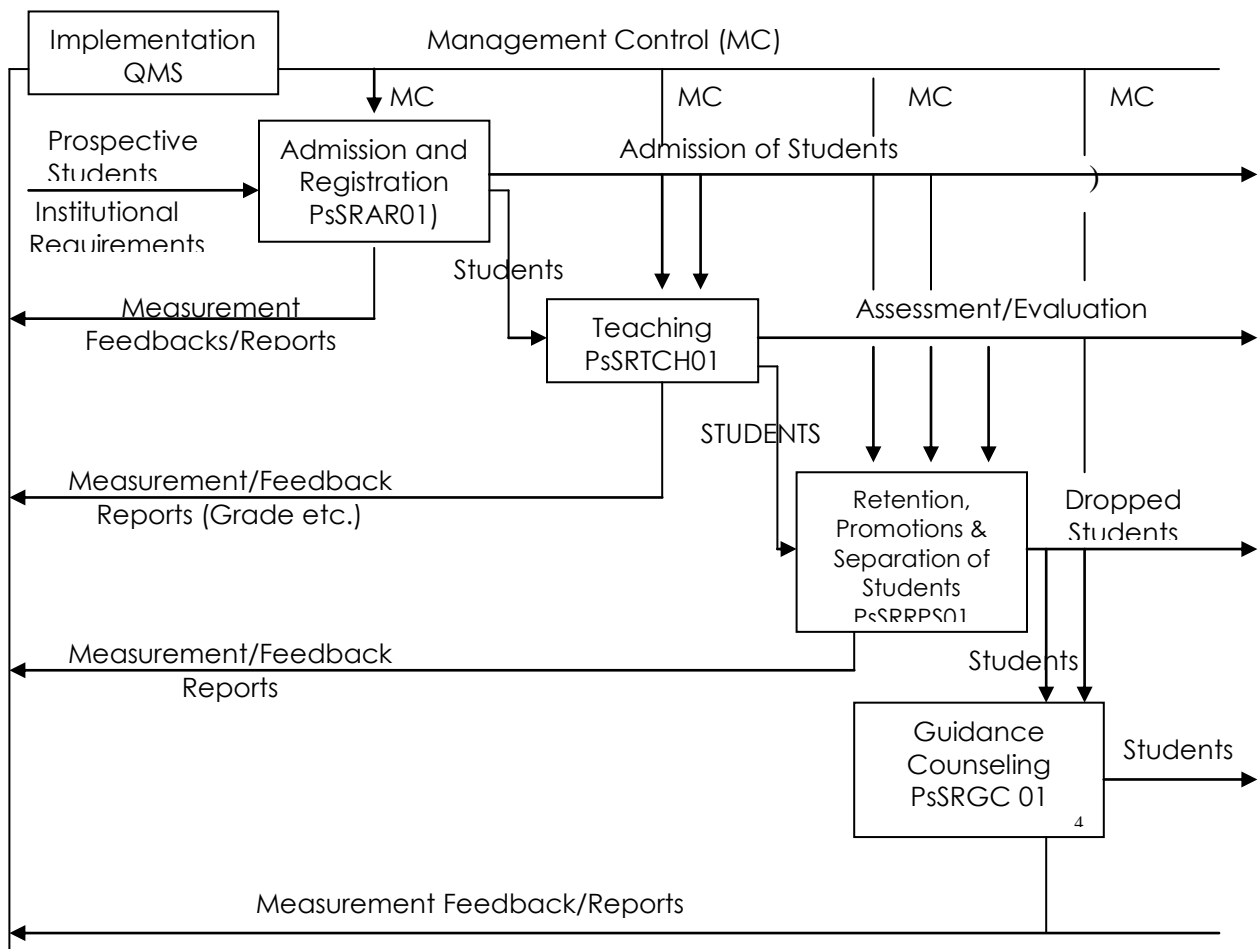 Implementation
QMS
Management Control (MC)
MC
MC
MC
MC
Prospective
Students
Institutional
Requirements
Admission and
Registration
PsSRAR01)
Admission of Students
)
Students
Measurement
Feedbacks/Reports
Teaching
PsSRTCH01
Assessment/Evaluation
STUDENTS
Measurement/Feedback
Reports (Grade etc.)
Retention,
Promotions &
Separation of
Students
PsSRRPS01
Dropped
Students
Measurement/Feedback
Reports
Students
Guidance
Counseling
PsSRGC 01
4
Students
Measurement Feedback/Reports